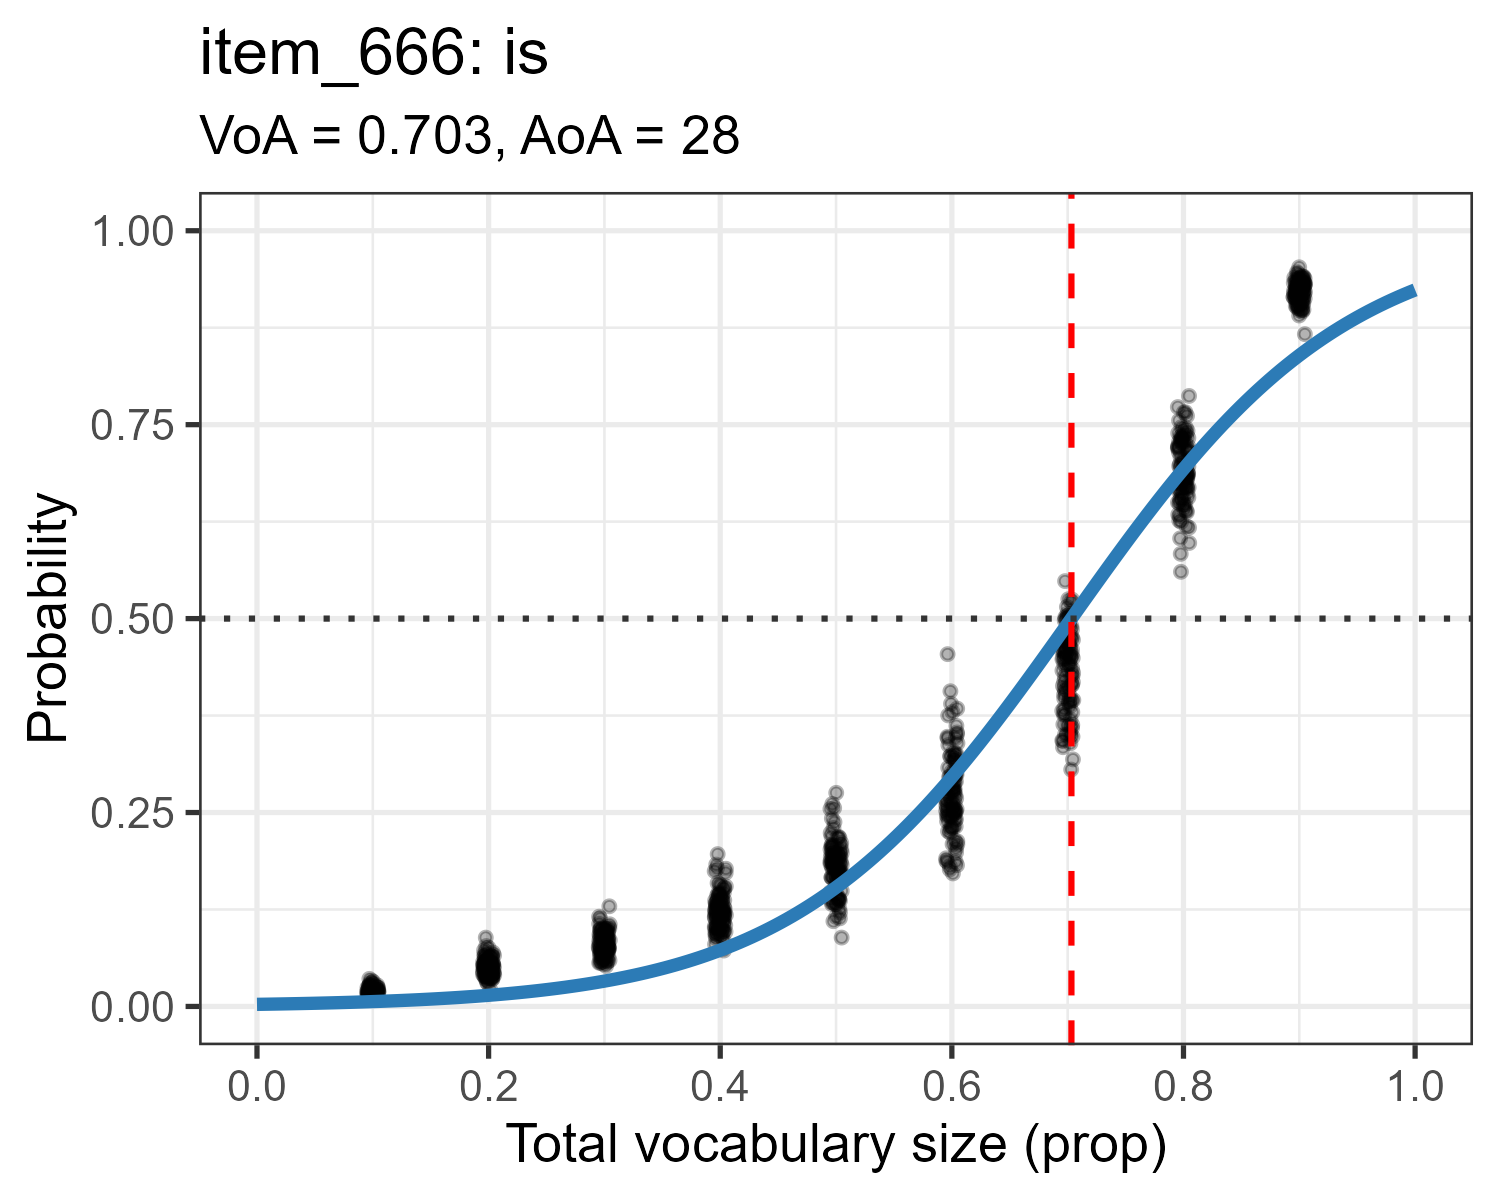 item_666: is
VoA = 0.703, AoA = 28
Probability
1.00
0.75
0.50
0.25
0.00
0.0 0.2 0.4 0.6 0.8 1.0
Total vocabulary size (prop)